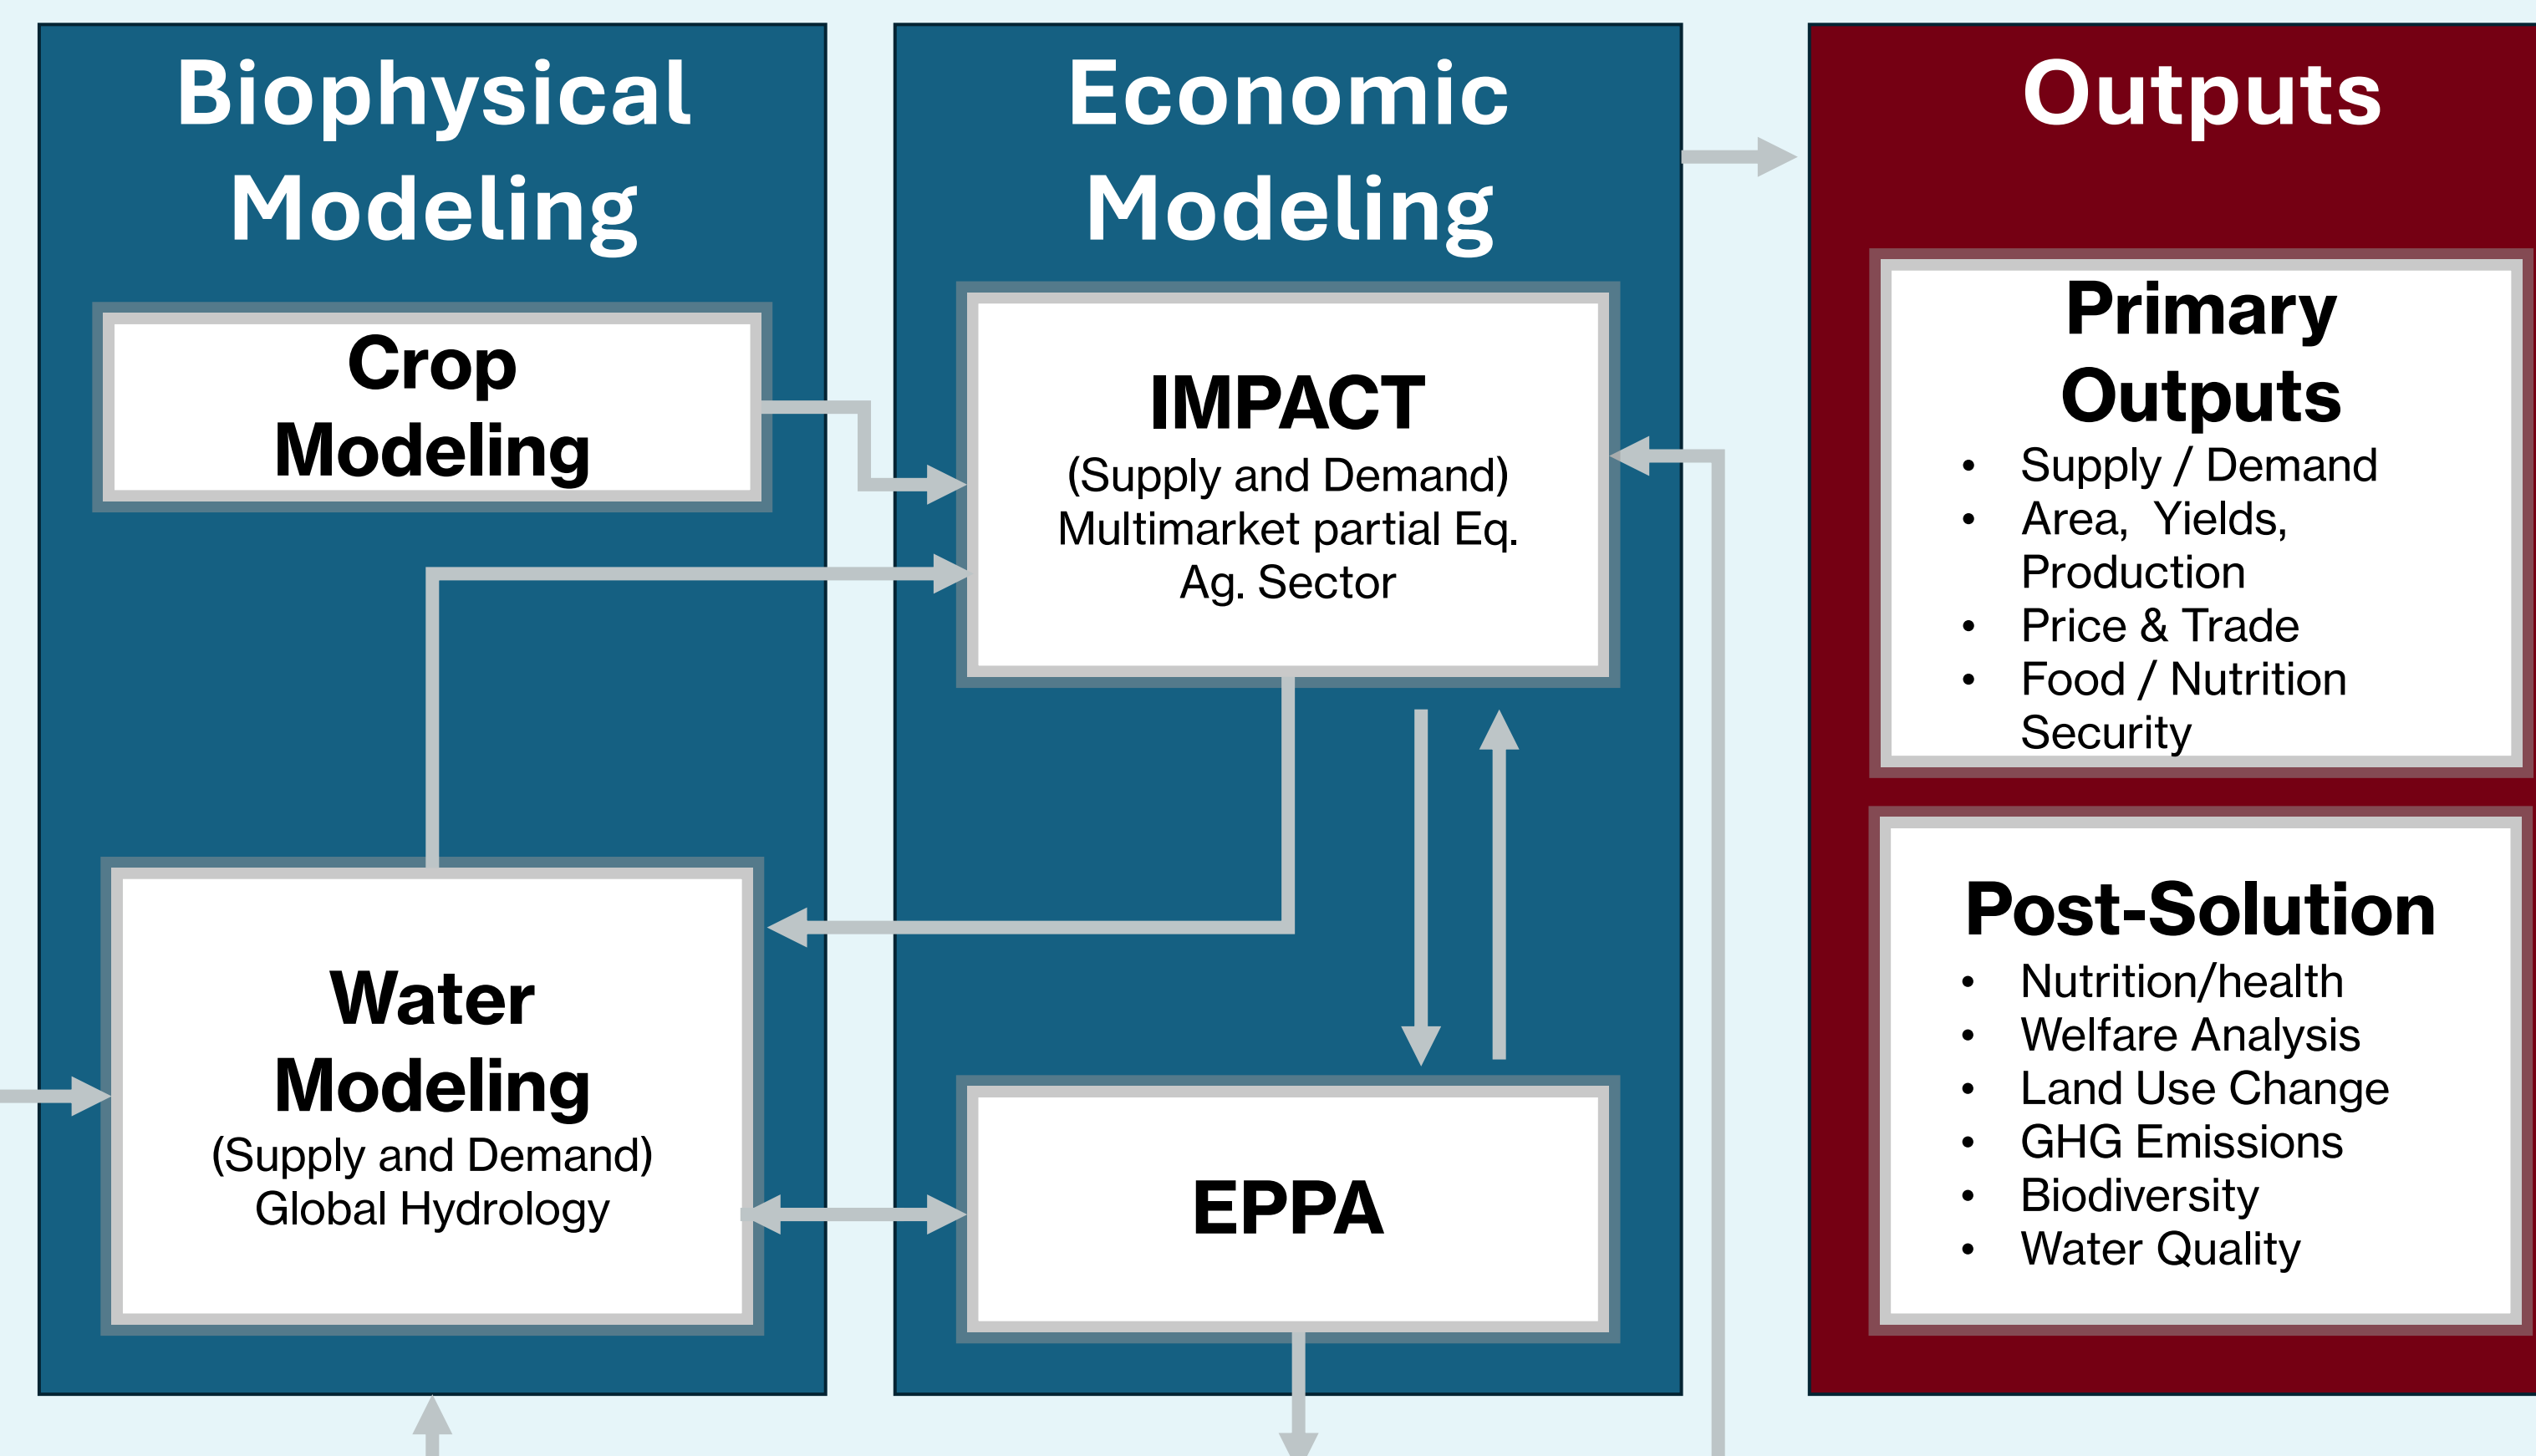 Biophysical
Modeling
Crop
Modeling
Water
Modeling
(Supply and Demand)
Global Hydrology
Economic
Modeling
IMPACT
(Supply and Demand)
Multimarket partial Eq.
Ag. Sector
EPPA
Outputs
Primary
Outputs
• Supply / Demand
• Area, Yields,
Production
• Price & Trade
• Food / Nutrition
Security
Post-Solution
• Nutrition/health
• Welfare Analysis
• Land Use Change
• GHG Emissions
• Biodiversity
• Water Quality